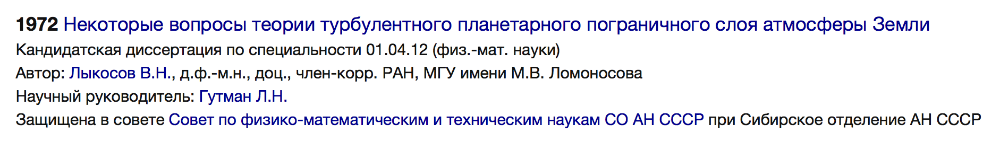 1972 Некоторые вопросы теории турбулентного планетарного пограничного слоя атмосферы Земли
Кандидатская диссертация по специальности 01.04.12 (физ.-мат. науки)
Автор: Лыкосов В.Н., д.ф.-м.н., доц., член-корр. РАН, МГУ имени М.В. Ломоносова
Научный руководитель: Гутман Л.Н.
Защищена в совете Совет по физико-математическим и техническим наукам СО АН СССР при Сибирское отделение АН СССР